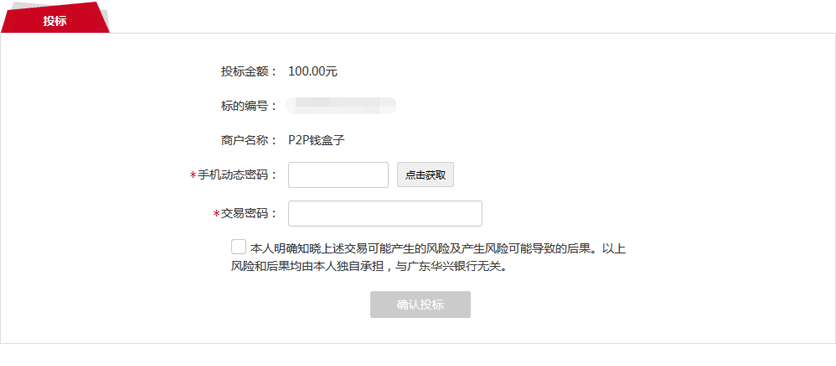 投标
投标金额： 100.00元
标的编号：
商户名称： P2P钱盒子
*手机动态密码： 点击获取
*交易密码：
本人明确知晓上述交易可能产生的风险及产生风险可能导致的后果。以上
风险和后果均由本人独自承担，与广东华兴银行无关。
确认投标